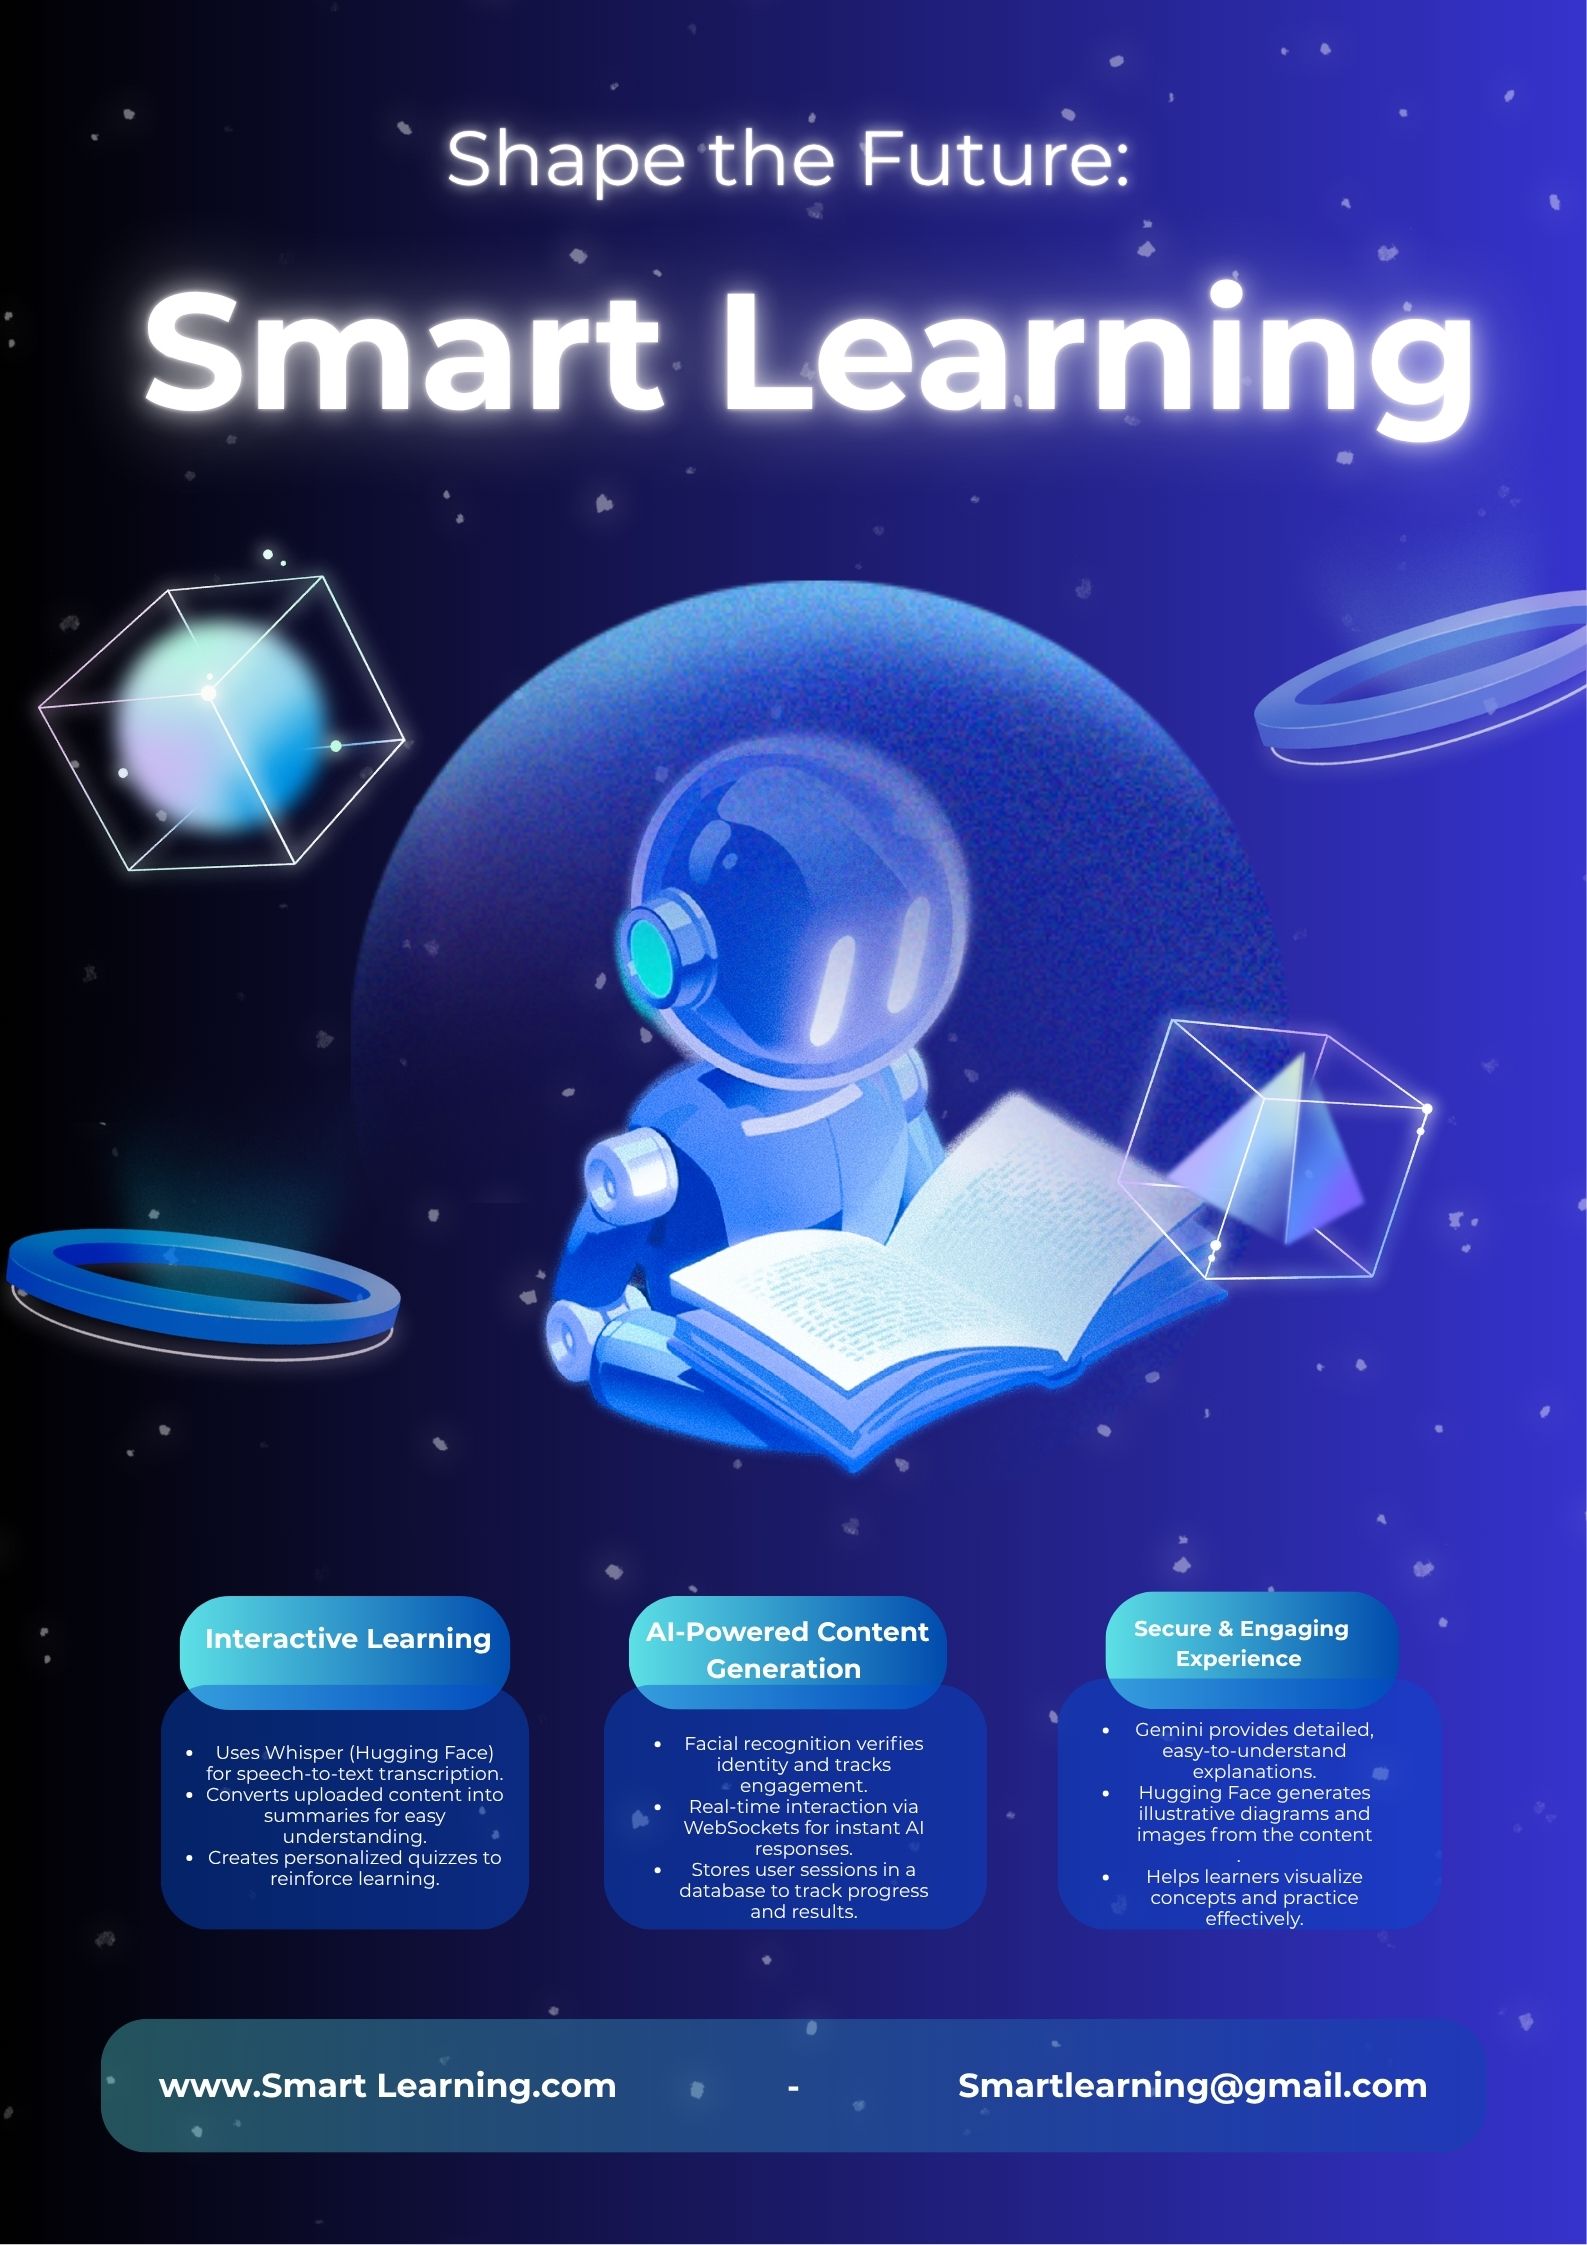 Shape the Future:
Smart Learning
Interactive Learning
• Uses Whisper (Hugging Face)
for speech-to-text transcription.
• Converts uploaded content into
summaries for easy
understanding.
• Creates personalized quizzes to
reinforce learning.
AI-Powered Content
Generation
• Facial recognition verifies
identity and tracks
engagement.
• Real-time interaction via
WebSockets for instant AI
responses.
• Stores user sessions in a
database to track progress
and results.
Secure & Engaging
Experience
• Gemini provides detailed,
easy-to-understand
explanations.
• Hugging Face generates
illustrative diagrams and
images from the content
.
• Helps learners visualize
concepts and practice
effectively.
www.Smart Learning.com - Smartlearning@gmail.com